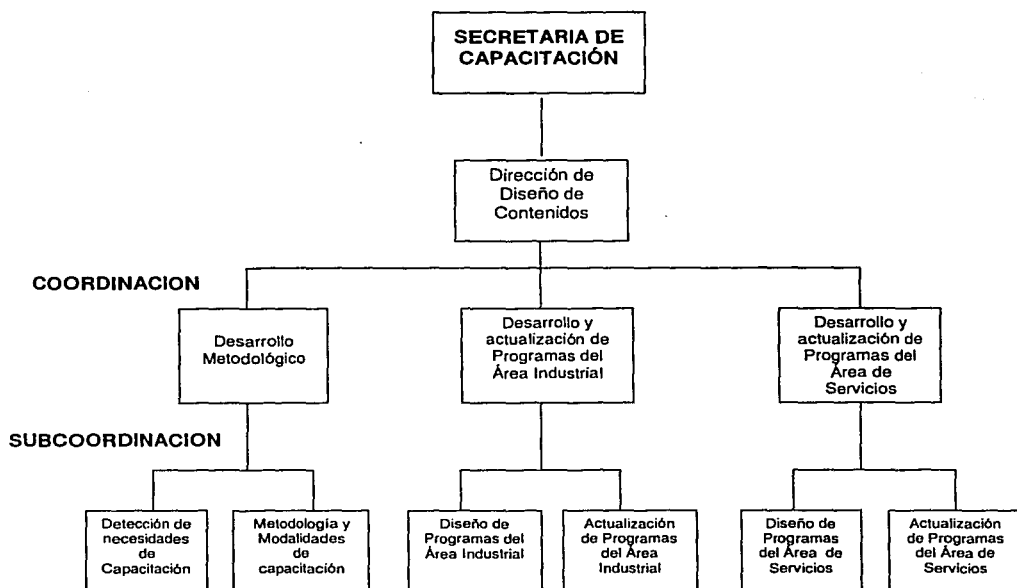 SECRETARIA DE
CAPACITACIÓN
Dirección de
Diseño de
Contenidos
COORDINACION
Desarrollo
Metodológico
Desarrollo y
actualización de
Programas del
Área Industrial
Desarrollo y
actualización de
Programas del
Área de
Servicios
SUBCOORDINACION
Detección de
necesidades
de
Capacitación
Metodología y
Modalidades
de
capacitación
Diseño de
Programas del
Área Industrial
Actualización
de Programas
del Área
Industrial
Diseño de
Programas
del Área de
Servicios
Actualización
de Programas
del Área de
Servicios